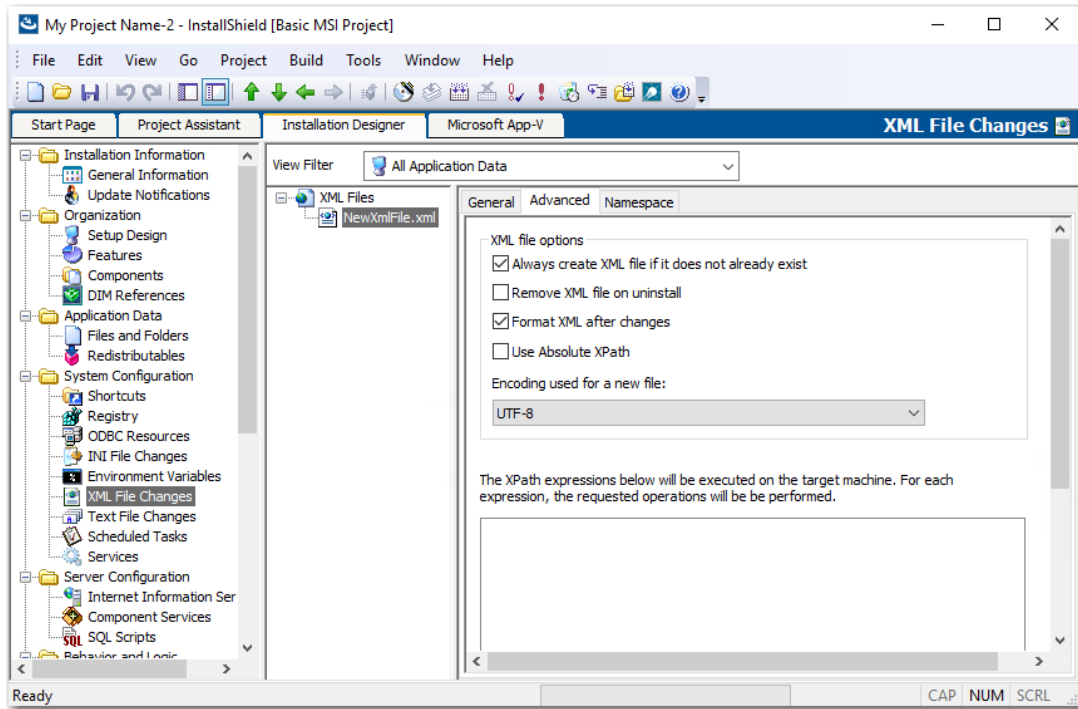 My Project Name-2 - InstallShield [Basic MSI Project]
File Edit View Go Project Build Tools Window Help
Start Page Project Assistant Installation Designer Microsoft App-V XML File Changes
Installation Information
General Information
Update Notifications
Organization
Setup Design
Features
Components
DIM References
Application Data
Files and Folders
Redistributables
System Configuration
Shortcuts
Registry
ODBC Resources
INI File Changes
Environment Variables
XML File Changes
Text File Changes
Scheduled Tasks
Services
Server Configuration
Internet Information Ser
Component Services
SQL Scripts
Behavior and Logic
View Filter All Application Data
XML Files
NewXmlFile.xml
General Advanced Namespace
XML file options
Always create XML file if it does not already exist
Remove XML file on uninstall
Format XML after changes
Use Absolute XPath
Encoding used for a new file:
UTF-8
The XPath expressions below will be executed on the target machine. For each
expression, the requested operations will be be performed.
Ready CAP NUM SCRL